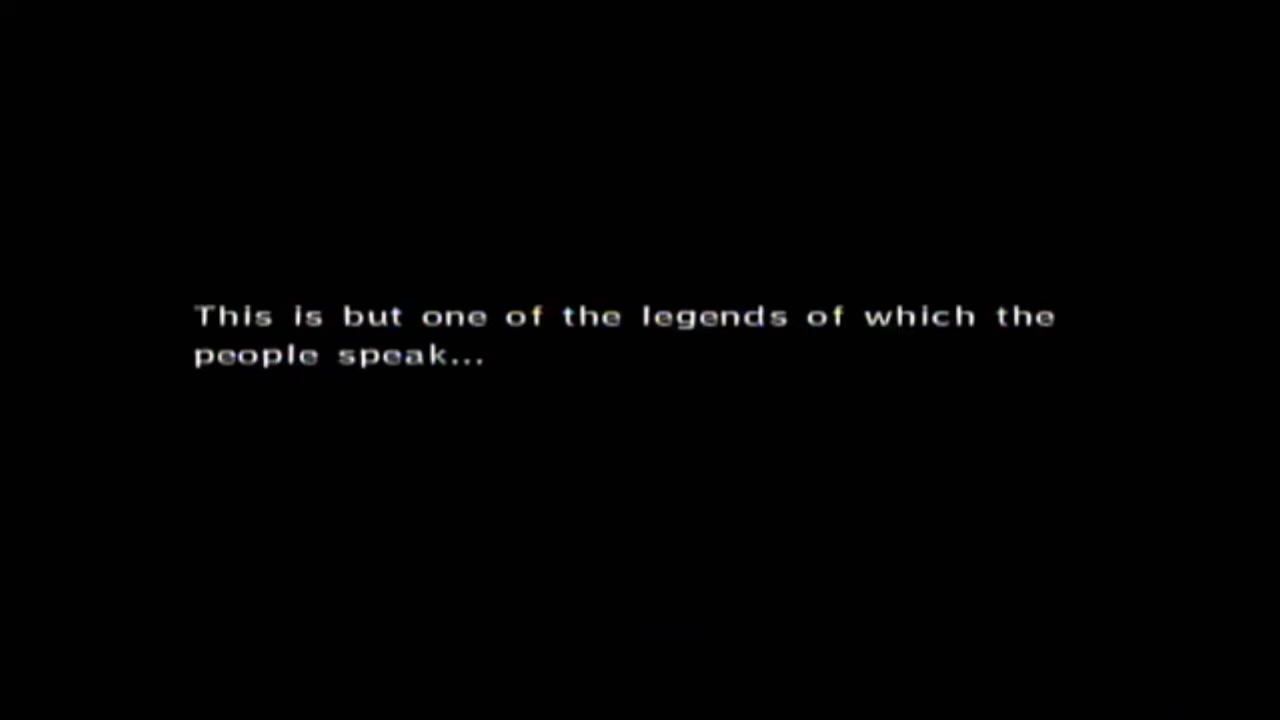 This is but one of the legends of which the
people speak...